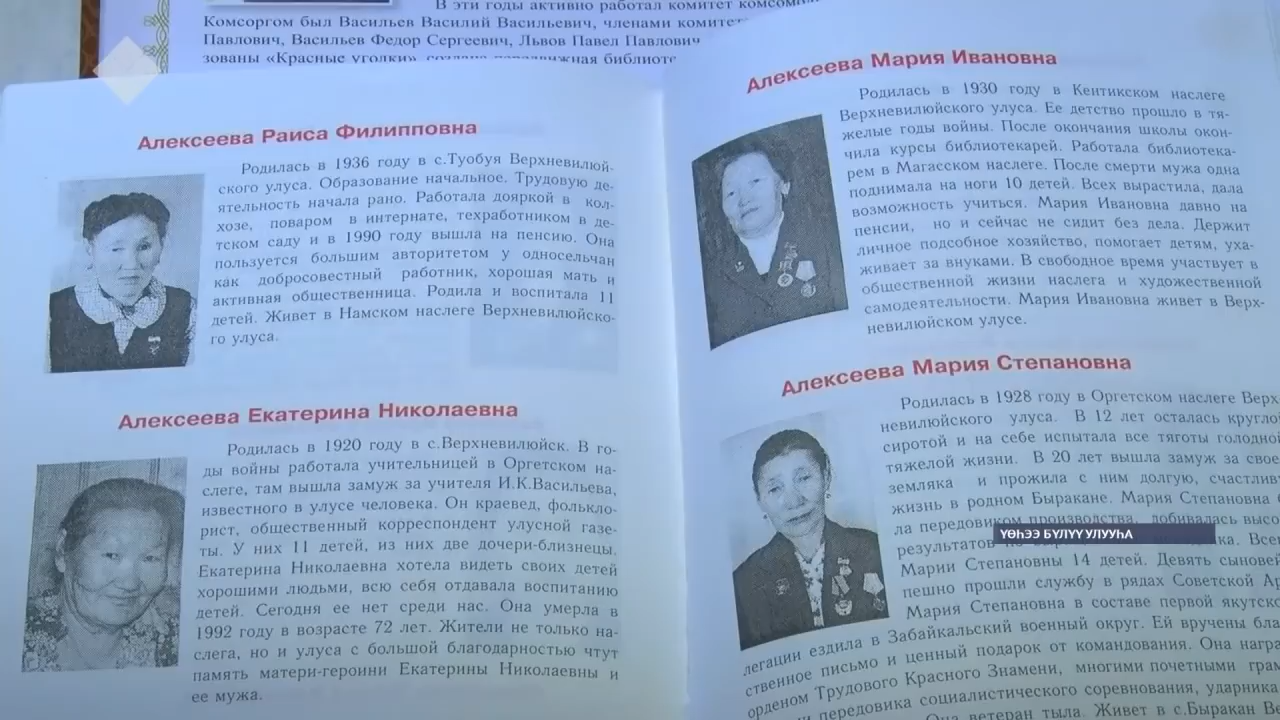 В эти годы активно работал комитет
Комсоргом был Васильев Василий Васильевич, членами
Павлович, Васильев Федор Сергеевич, Львов Павел Павлович
зованы «Красные уголки», создана передвижная
Алексеева Раиса Филипповна
Родилась в 1936 году в с.Туобуя Верхневилюй-
ского улуса. Образование начальное. Трудовую де-
ятельность начала рано. Работала дояркой в кол-
хозе, поваром в интернате, техработником в де-
тском саду и в 1990 году вышла на пенсию. Она
пользуется большим авторитетом у односельчан
как добросовестный работник, хорошая мать и
активная общественница. Родила и воспитала 11
детей. Живет в Намском наслеге Верхневилюйско-
го улуса.
Алексеева Екатерина Николаевна
Родилась в 1920 году в с.Верхневилюйск. В го-
ды войны работала учительницей в Оргетском на-
слеге, там вышла замуж за учителя И.К.Васильева,
известного в улусе человека. Он краевед, фолькло-
рист, общественный корреспондент улусной газе-
ты. У них 11 детей, из них две дочери-близнецы.
Екатерина Николаевна хотела видеть своих детей
хорошими людьми, всю себя отдавала воспитанию
детей. Сегодня ее нет среди нас. Она умерла в
1992 году в возрасте 72 лет. Жители не только на-
слега, но и улуса с большой благодарностью чтут
память матери-героини Екатерины Николаевны и
ее мужа.
Алексеева Мария Ивановна
Родилась в 1930 году в Кентикском наслеге
Верхневилюйского улуса. Ее детство прошло в тя-
желые годы войны. После окончания школы окон-
чила курсы библиотекарей. Работала библиотека-
рем в Магасском наслеге. После смерти мужа одна
поднимала на ноги 10 детей. Всех вырастила, дала
возможность учиться. Мария Ивановна давно на
пенсии, но и сейчас не сидит без дела. Держит
личное подсобное хозяйство, помогает детям, уха-
живает за внуками. В свободное время участвует в
общественной жизни наслега и художественной
самодеятельности. Мария Ивановна живет в Верх-
невилюйском улусе.
Алексеева Мария Степановна
Родилась в 1928 году в Оргетском наслеге Верх-
невилюйского улуса. В 12 лет осталась кругло
сиротой и на себе испытала все тяготы голодной
тяжелой жизни. В 20 лет вышла замуж за свое
земляка и прожила с ним долгую, счастлив
жизнь в родном Быракане. Мария Степановна
ла передовиком производства, добивалась высо
результатов
Марии Степановны 14 детей. Девять сыновей
пешно прошли службу в рядах Советской Ар
Мария Степановна в составе первой якутско
легации ездила в Забайкальский военный округ. Ей вручены бла
ственное письмо и ценный подарок от командования. Она награ
орденом Трудового Красного Знамени, многими почетными грам
передовика социалистического соревнования, ударника
Она ветеран тыла. Живет в с.Быракан Ве
ҮӨҺЭЭ БҮЛҮҮ УЛУУҺА